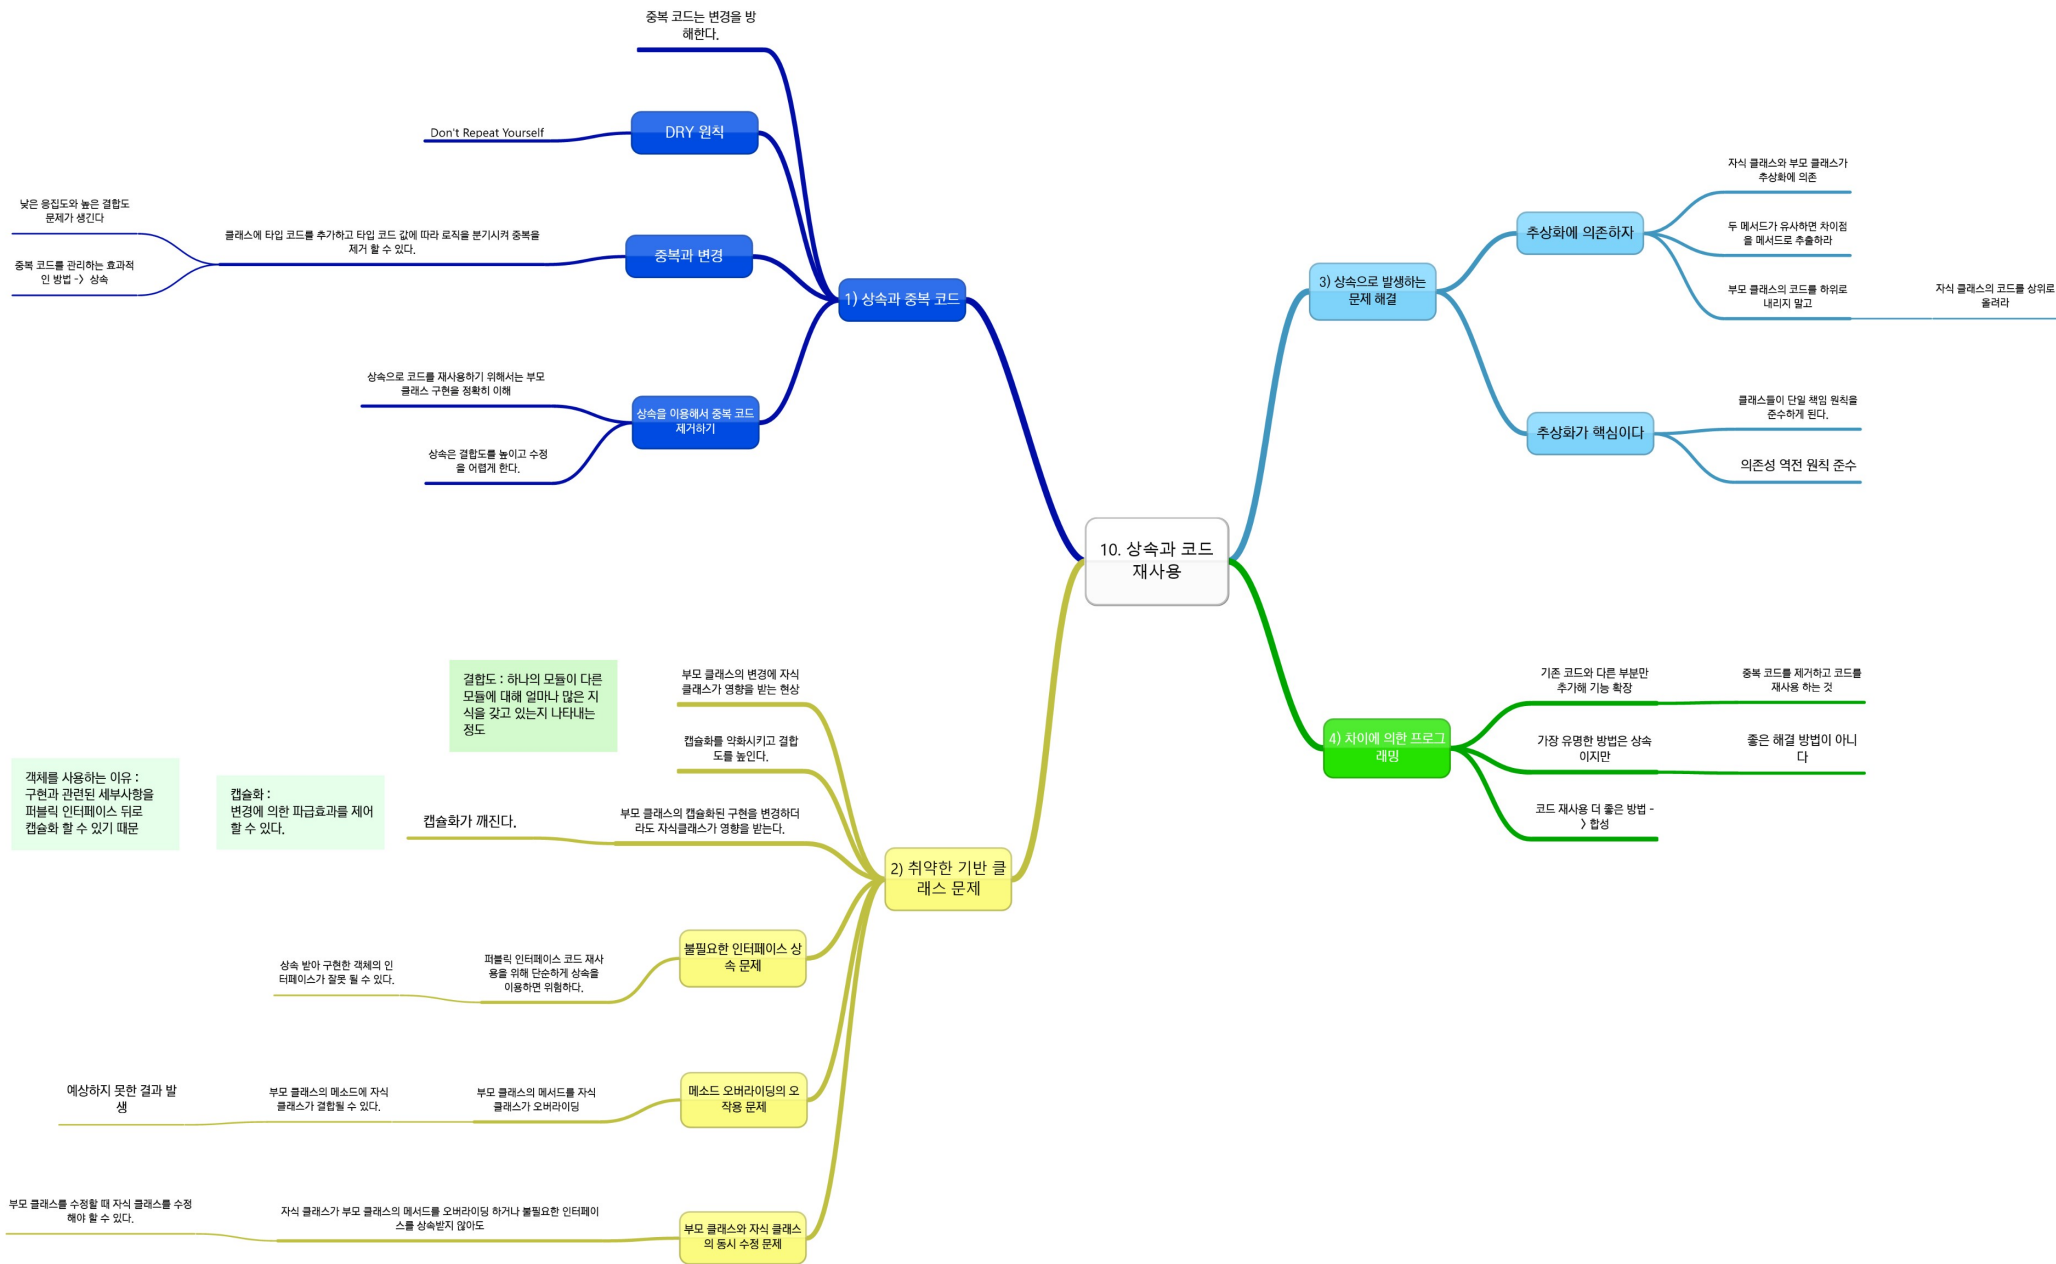 10. 상속과 코드
재사용
1) 상속과 중복 코드
중복 코드는 변경을 방
해한다.
DRY 원칙
Don't Repeat Yourself
중복과 변경
클래스에 타입 코드를 추가하고 타입 코드 값에 따라 로직을 분기시켜 중복을
제거 할 수 있다.
낮은 응집도와 높은 결합도
문제가 생긴다
중복 코드를 관리하는 효과적
인 방법 -> 상속
상속을 이용해서 중복 코드
제거하기
상속으로 코드를 재사용하기 위해서는 부모
클래스 구현을 정확히 이해
상속은 결합도를 높이고 수정
을 어렵게 한다.
2) 취약한 기반 클
래스 문제
부모 클래스의 변경에 자식
클래스가 영향을 받는 현상
캡슐화를 약화시키고 결합
도를 높인다.
부모 클래스의 캡슐화된 구현을 변경하더
라도 자식클래스가 영향을 받는다.
캡슐화가 깨진다.
결합도 : 하나의 모듈이 다른
모듈에 대해 얼마나 많은 지
식을 갖고 있는지 나타내는
정도
객체를 사용하는 이유 :
구현과 관련된 세부사항을
퍼블릭 인터페이스 뒤로
캡슐화 할 수 있기 때문
캡슐화 :
변경에 의한 파급효과를 제어
할 수 있다.
불필요한 인터페이스 상
속 문제
퍼블릭 인터페이스 코드 재사
용을 위해 단순하게 상속을
이용하면 위험하다.
상속 받아 구현한 객체의 인
터페이스가 잘못 될 수 있다.
메소드 오버라이딩의 오
작용 문제
부모 클래스의 메서드를 자식
클래스가 오버라이딩
부모 클래스의 메소드에 자식
클래스가 결합될 수 있다.
예상하지 못한 결과 발
생
부모 클래스와 자식 클래스
의 동시 수정 문제
자식 클래스가 부모 클래스의 메서드를 오버라이딩 하거나 불필요한 인터페이
스를 상속받지 않아도
부모 클래스를 수정할 때 자식 클래스를 수정
해야 할 수 있다.
3) 상속으로 발생하는
문제 해결
추상화에 의존하자
자식 클래스와 부모 클래스가
추상화에 의존
두 메서드가 유사하면 차이점
을 메서드로 추출하라
부모 클래스의 코드를 하위로
내리지 말고
자식 클래스의 코드를 상위로
올려라
추상화가 핵심이다
클래스들이 단일 책임 원칙을
준수하게 된다.
의존성 역전 원칙 준수
4) 차이에 의한 프로그
래밍
기존 코드와 다른 부분만
추가해 기능 확장
중복 코드를 제거하고 코드를
재사용 하는 것
가장 유명한 방법은 상속
이지만
좋은 해결 방법이 아니
다
코드 재사용 더 좋은 방법 -
> 합성